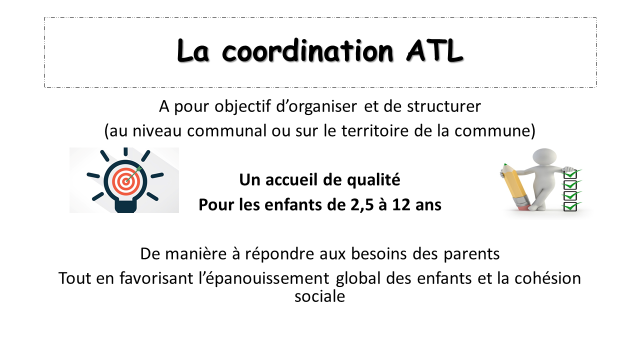 La coordination ATL
A pour objectif d’organiser et de structurer
(au niveau communal ou sur le territoire de la commune)
Un accueil de qualité
Pour les enfants de 2,5 à 12 ans
De manière à répondre aux besoins des parents
Tout en favorisant l’épanouissement global des enfants et la cohésion
sociale